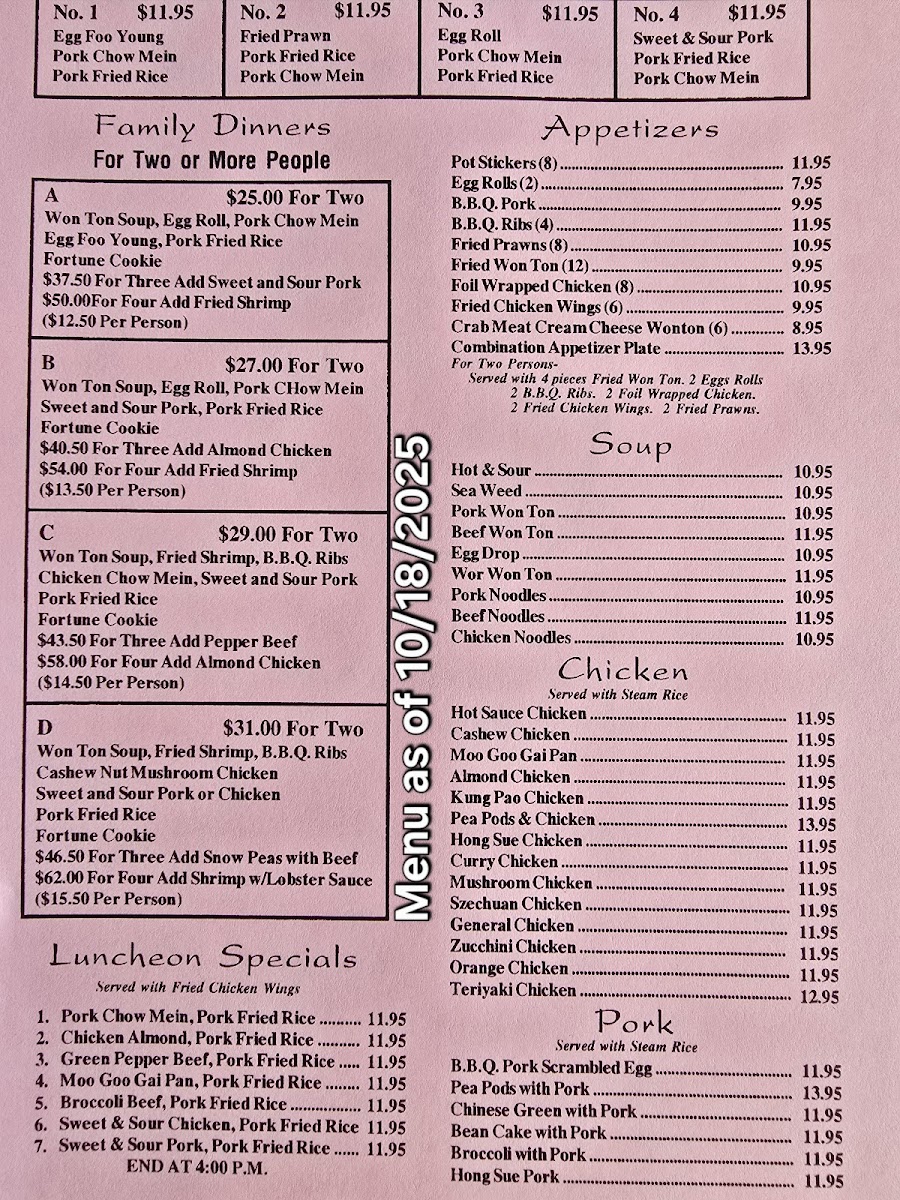 No. 1 $11.95
Egg Foo Young
Pork Chow Mein
Pork Fried Rice
No. 2 $11.95
Fried Prawn
Pork Fried Rice
Pork Chow Mein
No. 3 $11.95
Egg Roll
Pork Chow Mein
Pork Fried Rice
No. 4 $11.95
Sweet & Sour Pork
Pork Fried Rice
Pork Chow Mein
Family Dinners
For Two or More People
A $25.00 For Two
Won Ton Soup, Egg Roll, Pork Chow Mein
Egg Foo Young, Pork Fried Rice
Fortune Cookie
$37.50 For Three Add Sweet and Sour Pork
$50.00For Four Add Fried Shrimp
($12.50 Per Person)
B $27.00 For Two
Won Ton Soup, Egg Roll, Pork CHow Mein
Sweet and Sour Pork, Pork Fried Rice
Fortune Cookie
$40.50 For Three Add Almond Chicken
$54.00 For Four Add Fried Shrimp
($13.50 Per Person)
C $29.00 For Two
Won Ton Soup, Fried Shrimp, B.B.Q. Ribs
Chicken Chow Mein, Sweet and Sour Pork
Pork Fried Rice
Fortune Cookie
$43.50 For Three Add Pepper Beef
$58.00 For Four Add Almond Chicken
($14.50 Per Person)
D $31.00 For Two
Won Ton Soup, Fried Shrimp, B.B.Q. Ribs
Cashew Nut Mushroom Chicken
Sweet and Sour Pork or Chicken
Pork Fried Rice
Fortune Cookie
$46.50 For Three Add Snow Peas with Beef
$62.00 For Four Add Shrimp w/Lobster Sauce
($15.50 Per Person)
Luncheon Specials
Served with Fried Chicken Wings
1. Pork Chow Mein, Pork Fried Rice .......... 11.95
2. Chicken Almond, Pork Fried Rice .......... 11.95
3. Green Pepper Beef, Pork Fried Rice ..... 11.95
4. Moo Goo Gai Pan, Pork Fried Rice ........ 11.95
5. Broccoli Beef, Pork Fried Rice ................. 11.95
6. Sweet & Sour Chicken, Pork Fried Rice 11.95
7. Sweet & Sour Pork, Pork Fried Rice ...... 11.95
END AT 4:00 P.M.
Menu as of 10/18/2025
Appetizers
Pot Stickers (8) ........ 11.95
Egg Rolls (2) ........ 7.95
B.B.Q. Pork ........ 9.95
B.B.Q. Ribs (4) ........ 11.95
Fried Prawns (8) ........ 10.95
Fried Won Ton (12) ........ 9.95
Foil Wrapped Chicken (8) ........ 10.95
Fried Chicken Wings (6) ........ 9.95
Crab Meat Cream Cheese Wonton (6) ........ 8.95
Combination Appetizer Plate ........ 13.95
For Two Persons-
Served with 4 pieces Fried Won Ton. 2 Eggs Rolls
2 B.B.Q. Ribs. 2 Foil Wrapped Chicken.
2 Fried Chicken Wings. 2 Fried Prawns.
Soup
Hot & Sour ........ 10.95
Sea Weed ........ 10.95
Pork Won Ton ........ 10.95
Beef Won Ton ........ 11.95
Egg Drop ........ 10.95
Wor Won Ton ........ 11.95
Pork Noodles ........ 10.95
Beef Noodles ........ 11.95
Chicken Noodles ........ 10.95
Chicken
Served with Steam Rice
Hot Sauce Chicken ........ 11.95
Cashew Chicken ........ 11.95
Moo Goo Gai Pan ........ 11.95
Almond Chicken ........ 11.95
Kung Pao Chicken ........ 11.95
Pea Pods & Chicken ........ 13.95
Hong Sue Chicken ........ 11.95
Curry Chicken ........ 11.95
Mushroom Chicken ........ 11.95
Szechuan Chicken ........ 11.95
General Chicken ........ 11.95
Zucchini Chicken ........ 11.95
Orange Chicken ........ 11.95
Teriyaki Chicken ........ 12.95
Pork
Served with Steam Rice
B.B.Q. Pork Scrambled Egg ........ 11.95
Pea Pods with Pork ........ 13.95
Chinese Green with Pork ........ 11.95
Bean Cake with Pork ........ 11.95
Broccoli with Pork ........ 11.95
Hong Sue Pork ........ 11.95